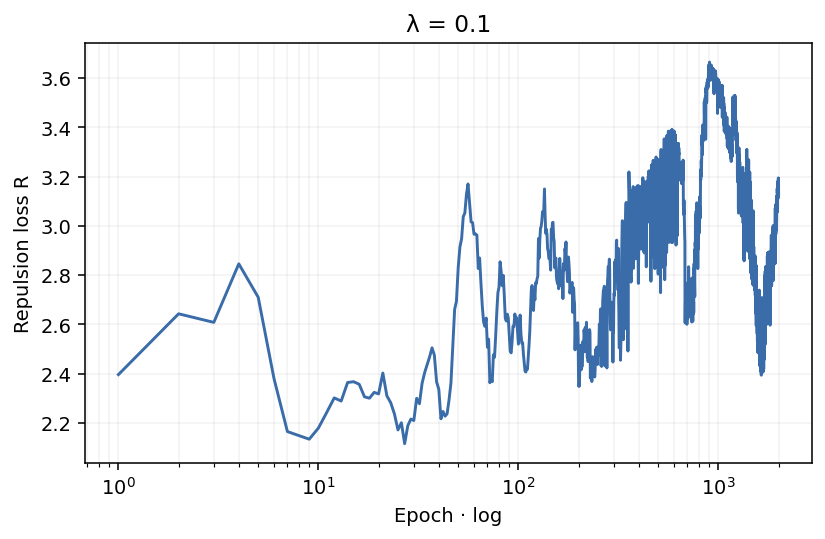 λ = 0.1
Repulsion loss R
3.6
3.4
3.2
3.0
2.8
2.6
2.4
2.2
10⁰ 10¹ 10² 10³
Epoch · log